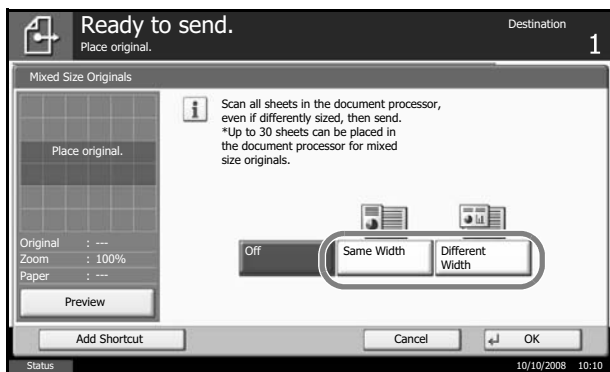 Ready to send.
Destination
Place original.
1
Mixed Size Originals
Place original.
i
Scan all sheets in the document processor,
even if differently sized, then send.
*Up to 30 sheets can be placed in
the document processor for mixed
size originals.
Original : ---
Zoom : 100%
Paper : ---
Preview
Off
Same Width
Different
Width
Add Shortcut
Cancel
OK
Status
10/10/2008 10:10